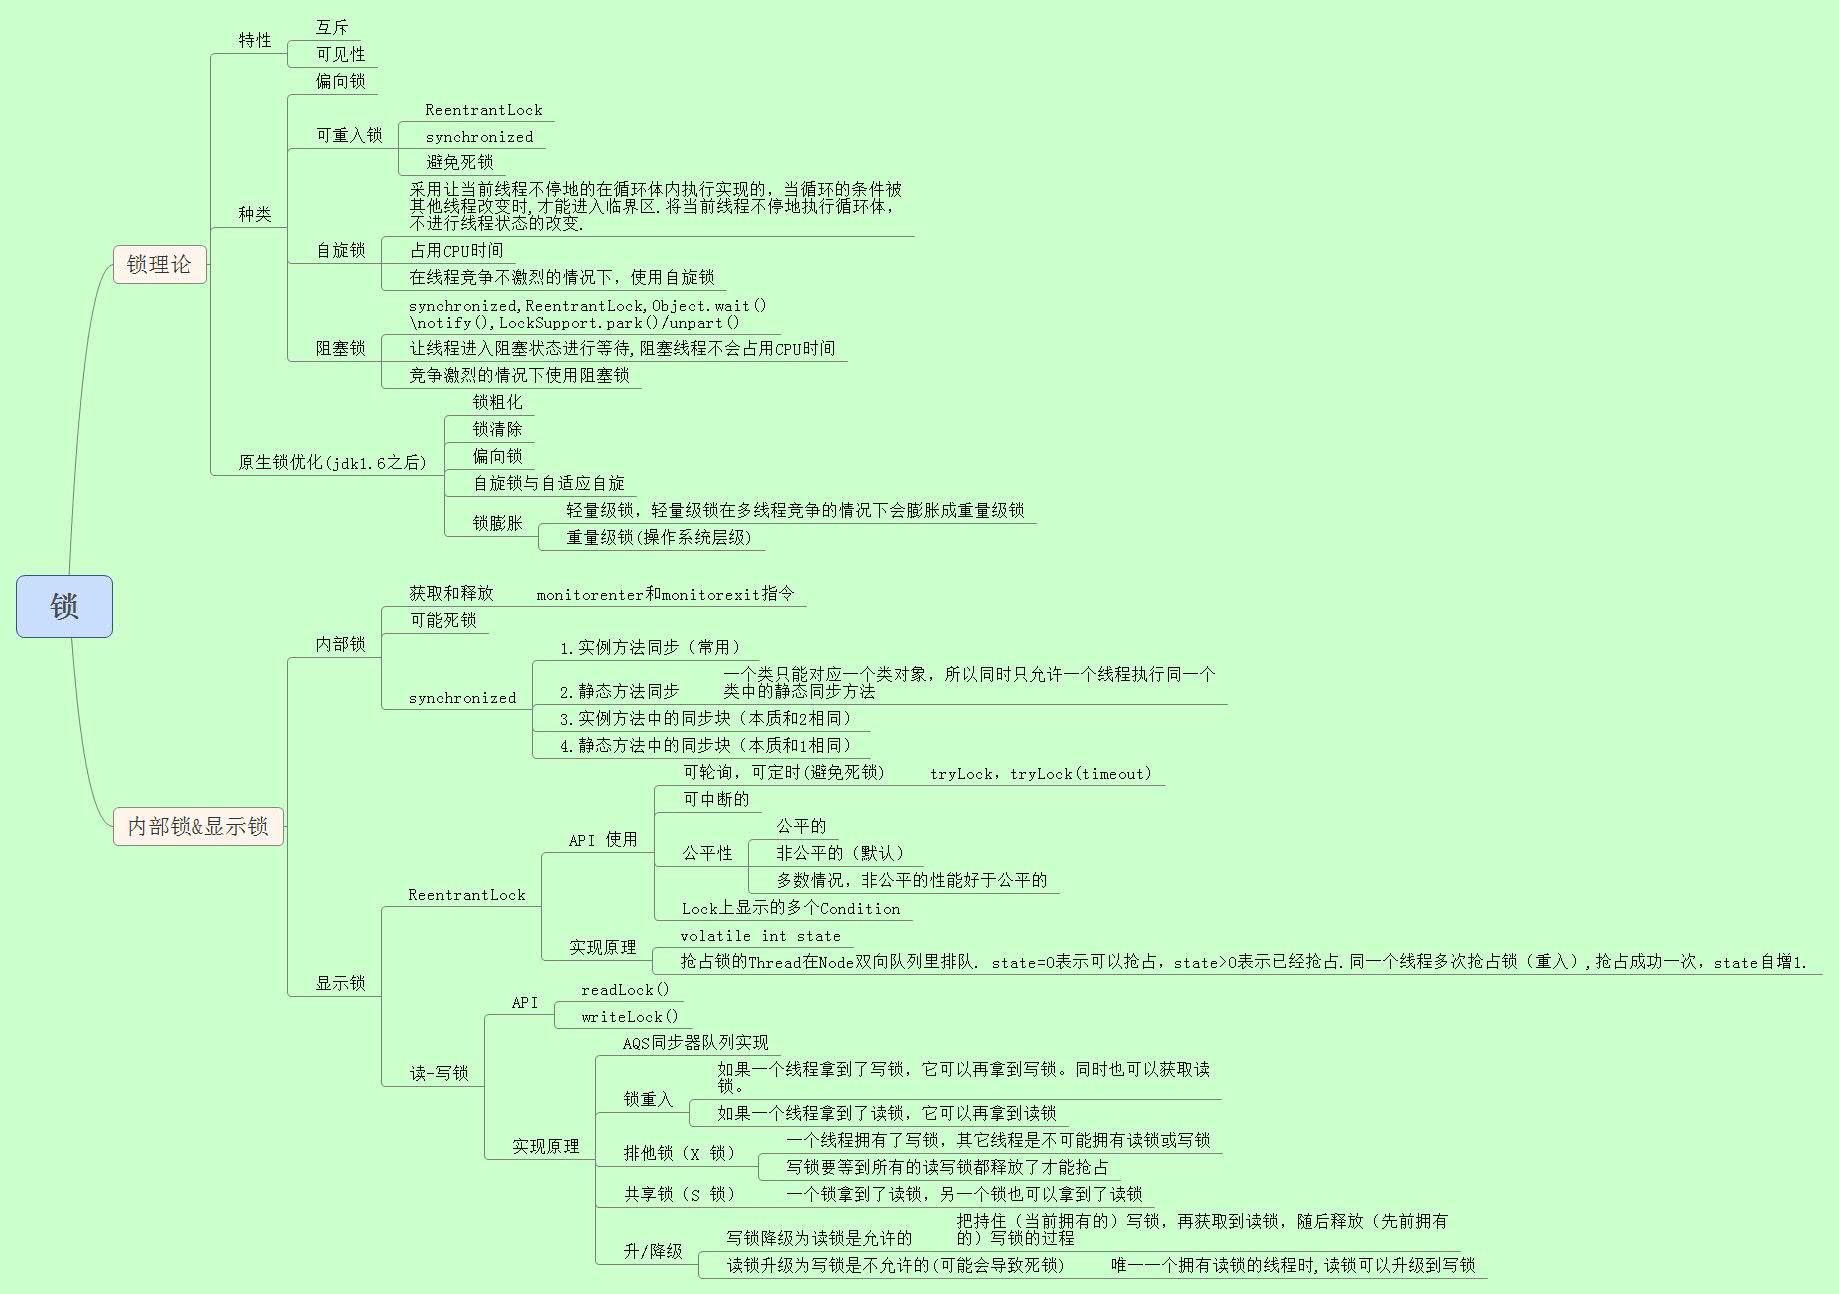 锁
锁理论
特性
互斥
可见性
种类
偏向锁
可重入锁
ReentrantLock
synchronized
避免死锁
自旋锁
采用让当前线程不停地的在循环体内执行实现的，当循环的条件被
其他线程改变时,才能进入临界区.将当前线程不停地执行循环体，
不进行线程状态的改变.
占用CPU时间
在线程竞争不激烈的情况下，使用自旋锁
阻塞锁
synchronized,ReentrantLock,Object.wait()
\notify(),LockSupport.park()/unpart()
让线程进入阻塞状态进行等待,阻塞线程不会占用CPU时间
竞争激烈的情况下使用阻塞锁
原生锁优化(jdk1.6之后)
锁粗化
锁清除
偏向锁
自旋锁与自适应自旋
锁膨胀
轻量级锁，轻量级锁在多线程竞争的情况下会膨胀成重量级锁
重量级锁(操作系统层级)
内部锁&显示锁
内部锁
获取和释放
monitorenter和monitorexit指令
可能死锁
synchronized
1.实例方法同步（常用）
2.静态方法同步
一个类只能对应一个类对象，所以同时只允许一个线程执行同一个
类中的静态同步方法
3.实例方法中的同步块（本质和2相同）
4.静态方法中的同步块（本质和1相同）
显示锁
ReentrantLock
API 使用
可轮询，可定时(避免死锁)
tryLock，tryLock(timeout)
可中断的
公平性
公平的
非公平的（默认）
多数情况，非公平的性能好于公平的
Lock上显示的多个Condition
实现原理
volatile int state
抢占锁的Thread在Node双向队列里排队. state=0表示可以抢占，state>0表示已经抢占.同一个线程多次抢占锁（重入）,抢占成功一次，state自增1.
读-写锁
API
readLock()
writeLock()
实现原理
AQS同步器队列实现
锁重入
如果一个线程拿到了写锁，它可以再拿到写锁。同时也可以获取读
锁。
如果一个线程拿到了读锁，它可以再拿到读锁
排他锁（X 锁）
一个线程拥有了写锁，其它线程是不可能拥有读锁或写锁
写锁要等到所有的读写锁都释放了才能抢占
共享锁（S 锁）
一个锁拿到了读锁，另一个锁也可以拿到了读锁
升/降级
写锁降级为读锁是允许的
把持住（当前拥有的）写锁，再获取到读锁，随后释放（先前拥有
的）写锁的过程
读锁升级为写锁是不允许的(可能会导致死锁)
唯一一个拥有读锁的线程时,读锁可以升级到写锁